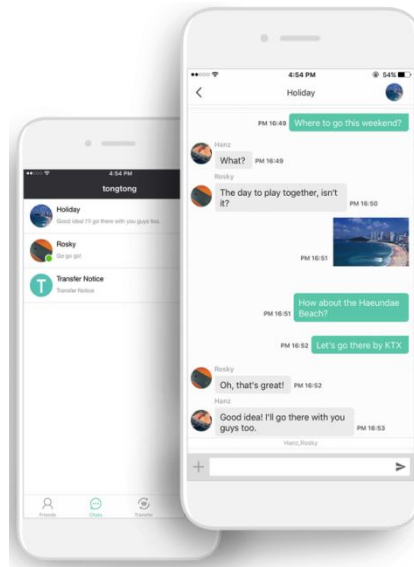 4:54 PM
tongtong
Holiday
Good idea! I'll go there with you guys too.
Rosky
Go go go!
T
Transfer Notice
Transfer Notice
Friends
Chats
Transfer
4:54 PM
54%
Holiday
PM 16:49
Where to go this weekend?
Hanz
What?
PM 16:49
Rosky
The day to play together, isn't
it?
PM 16:50
PM 16:51
How about the Haeundae
Beach?
PM 16:51
PM 16:52
Let's go there by KTX
Rosky
Oh, that's great!
PM 16:52
Hanz
Good idea! I'll go there with you
guys too.
PM 16:53
Hanz,Rosky